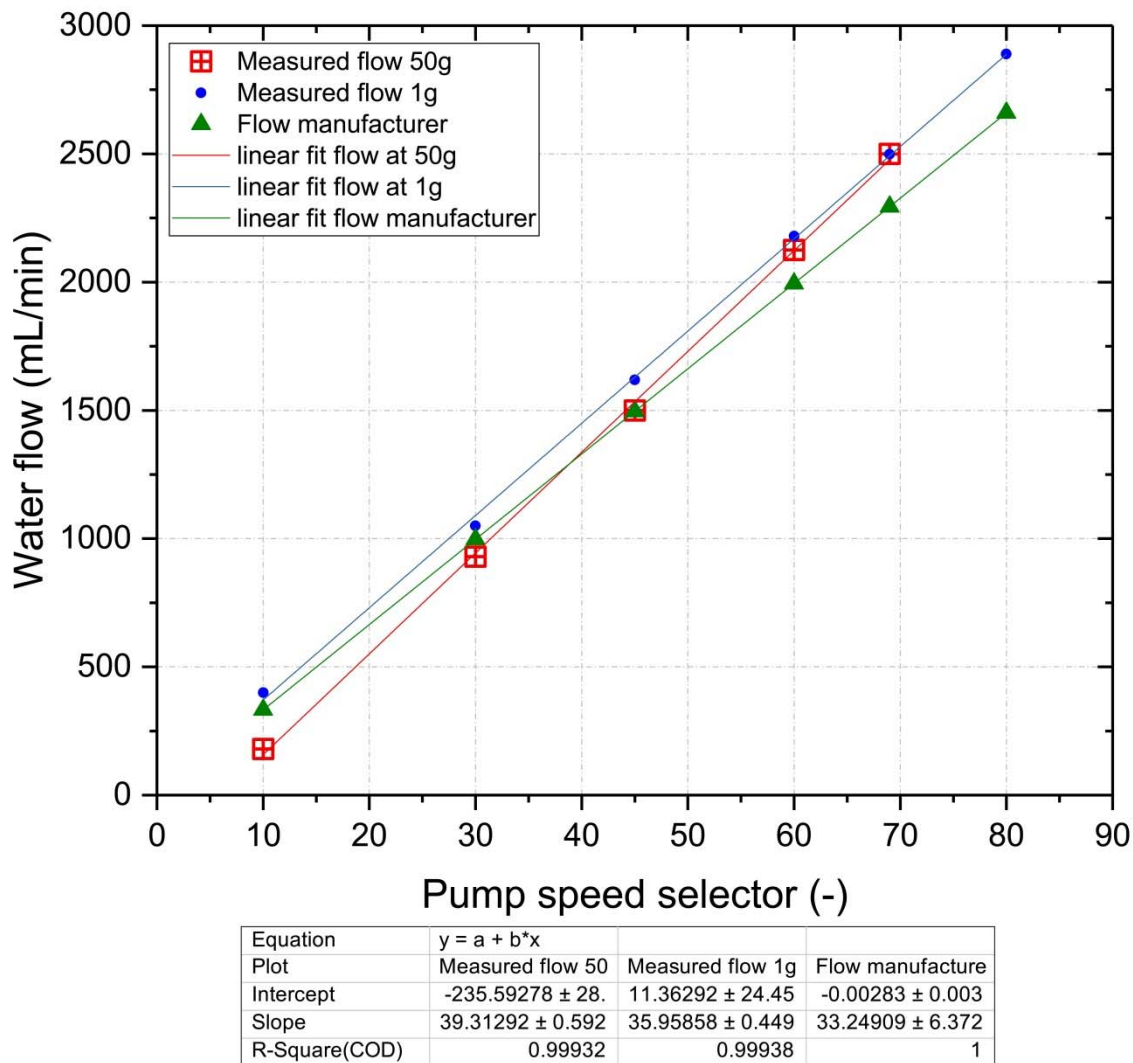 3000
2500
2000
1500
1000
500
0
Water flow (mL/min)
Measured flow 50g
Measured flow 1g
Flow manufacturer
linear fit flow at 50g
linear fit flow at 1g
linear fit flow manufacturer
0 10 20 30 40 50 60 70 80 90
Pump speed selector (-)
Equation y = a + b*x
Plot Measured flow 50 Measured flow 1g Flow manufacture
Intercept -235.59278 ± 28. 11.36292 ± 24.45 -0.00283 ± 0.003
Slope 39.31292 ± 0.592 35.95858 ± 0.449 33.24909 ± 6.372
R-Square(COD) 0.99932 0.99938 1